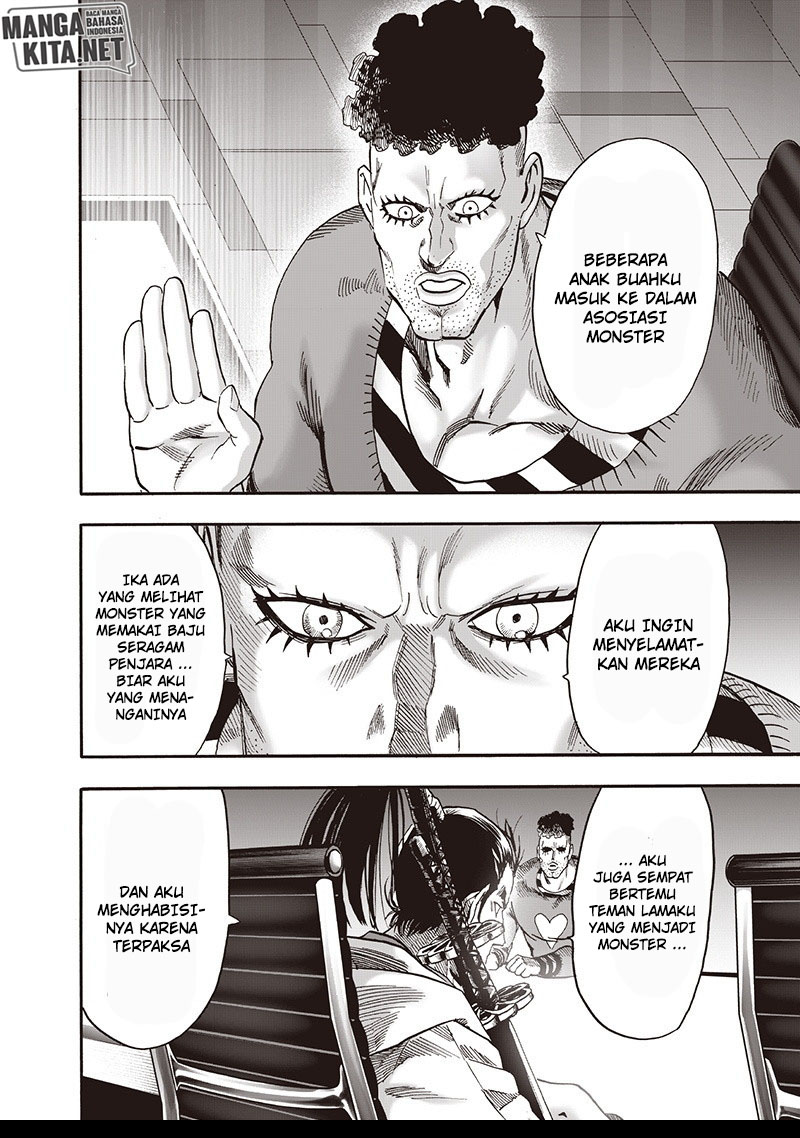 MANGA
KITA.NET
BACA MANGA
BAHASA
INDONESIA
BEBERAPA
ANAK BUAHKU
MASUK KE DALAM
ASOSIASI
MONSTER
AKU INGIN
MENYELAMAT-
KAN MEREKA
IKA ADA
YANG MELIHAT
MONSTER YANG
MEMAKAI BAJU
SERAGAM
PENJARA ...
BIAR AKU
YANG MENA-
NGANINYA
... AKU
JUGA SEMPAT
BERTEMU
TEMAN LAMAKU
YANG MENJADI
MONSTER ...
DAN AKU
MENGHABISI-
NYA KARENA
TERPAKSA